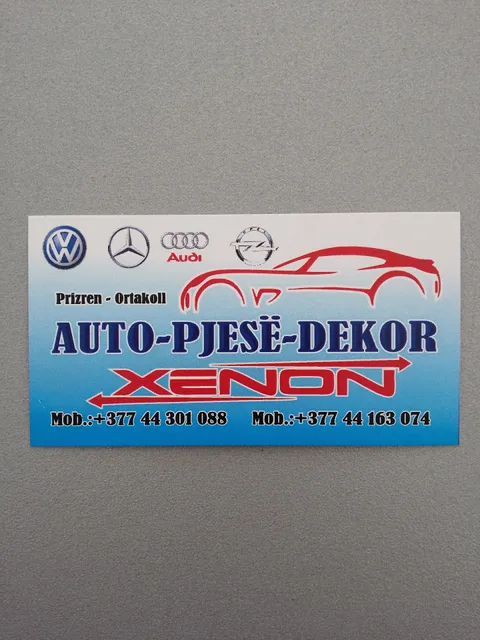 Audi
Prizren - Ortakoll
AUTO-PJESË-DEKOR
XENON
Mob.:+377 44 301 088 Mob.:+377 44 163 074